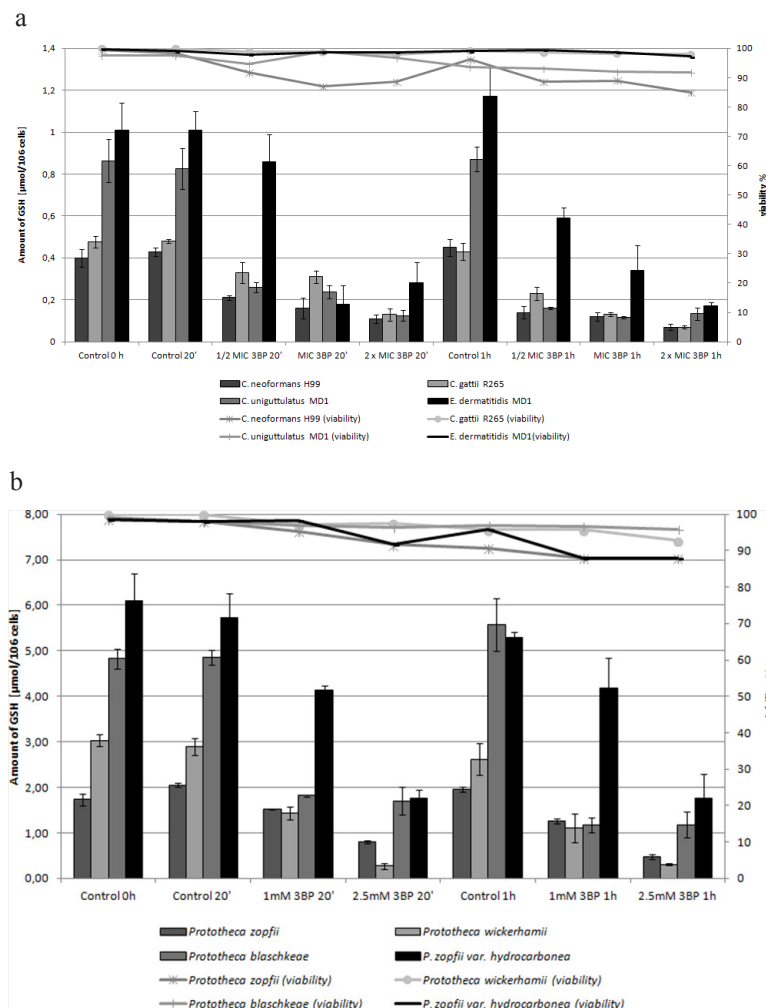 a
1,4
1,2
1
0,8
0,6
0,4
0,2
0
Amount of GSH [µmol/106 cells]
100
90
80
70
60
50
40
30
20
10
0
viability %
Control 0 h Control 20' 1/2 MIC 3BP 20' MIC 3BP 20' 2 x MIC 3BP 20' Control 1h 1/2 MIC 3BP 1h MIC 3BP 1h 2 x MIC 3BP 1h
C. neoformans H99 C. gattii R265
C. uniguttulatus MD1 E. dermatitidis MD1
C. neoformans H99 (viability) C. gattii R265 (viability)
C. uniguttulatus MD1 (viability) E. dermatitidis MD1(viability)
b
8,00
7,00
6,00
5,00
4,00
3,00
2,00
1,00
0,00
Amount of GSH [µmol/106 cells]
100
90
80
70
60
50
40
30
20
10
0
Control 0h Control 20' 1mM 3BP 20' 2.5mM 3BP 20' Control 1h 1mM 3BP 1h 2.5mM 3BP 1h
Prototheca zopfii Prototheca wickerhamii
Prototheca blaschkeae P. zopfii var. hydrocarbonea
Prototheca zopfii (viability) Prototheca wickerhamii (viability)
Prototheca blaschkeae (viability) P. zopfii var. hydrocarbonea (viability)